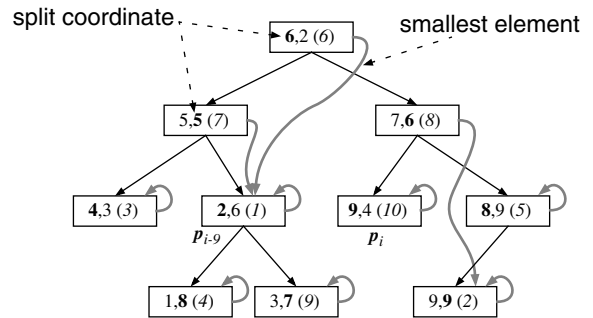 split coordinate
smallest element
6,2 (6)
5,5 (7)
7,6 (8)
4,3 (3)
2,6 (1)
9,4 (10)
8,9 (5)
p_{i-9}
p_i
1,8 (4)
3,7 (9)
9,9 (2)